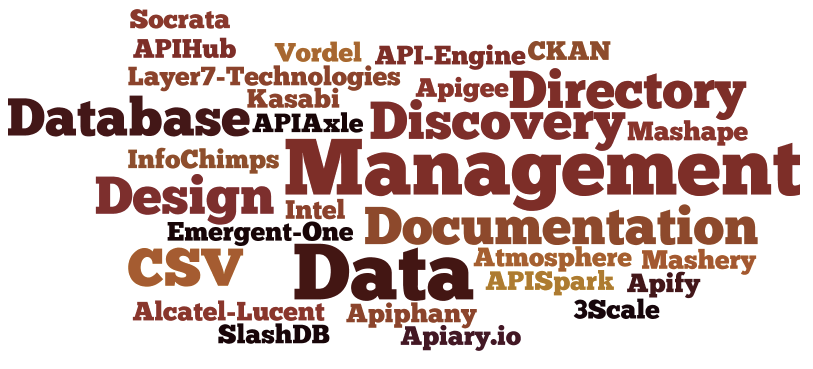 Socrata
APIHub Vordel API-Engine CKAN
Layer7-Technologies Apigee Directory
Kasabi
Database APIAxle Discovery Mashape
InfoChimps Management
Design Intel
Emergent-One Documentation
CSV Data Atmosphere Mashery
APISpark Apify
Alcatel-Lucent Apiphany 3Scale
SlashDB Apiary.io